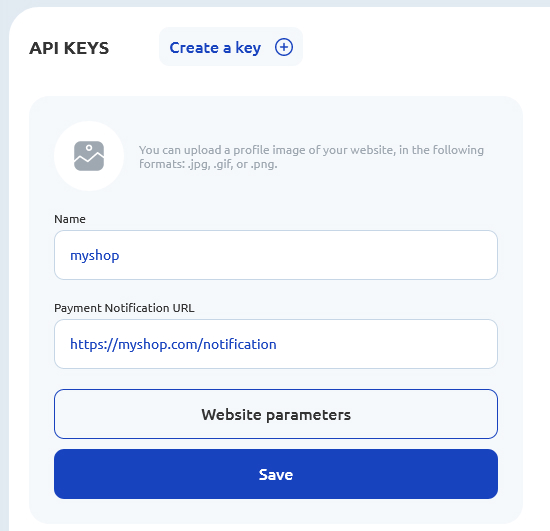 API KEYS
Create a key
You can upload a profile image of your website, in the following
formats: .jpg, .gif, or .png.
Name
myshop
Payment Notification URL
https://myshop.com/notification
Website parameters
Save